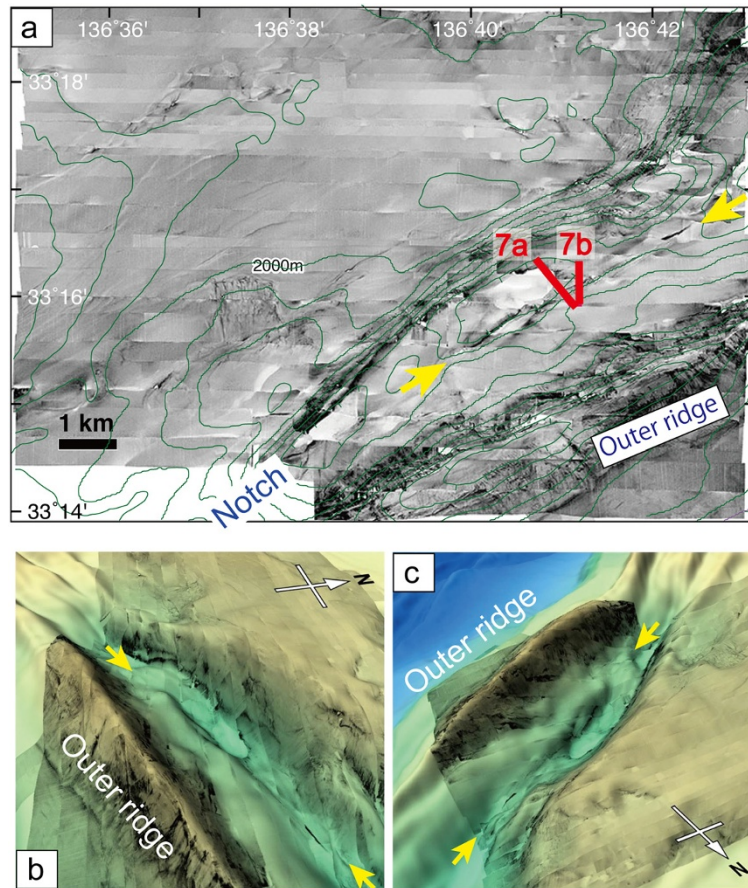 a
136˚36' 136˚38' 136˚40' 136˚42'
33˚18'
7a 7b
2000m
33˚16'
1 km
Outer ridge
Notch
33˚14'
N
c
Outer ridge
Outer ridge
b
N